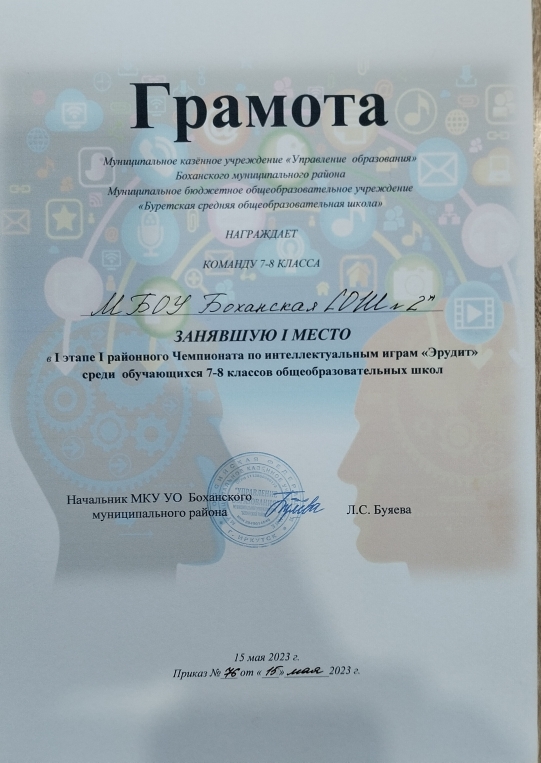 Грамота
Муниципальное казённое учреждение «Управление образования»
Боханского муниципального района
Муниципальное бюджетное общеобразовательное учреждение
«Буретская средняя общеобразовательная школа»
НАГРАЖДАЕТ
КОМАНДУ 7-8 КЛАССА
МБОУ Боханская СОШ №2"
ЗАНЯВШУЮ I МЕСТО
в I этапе I районного Чемпионата по интеллектуальным играм «Эрудит»
среди обучающихся 7-8 классов общеобразовательных школ
Начальник МКУ УО Боханского
муниципального района Л.С. Буяева
15 мая 2023 г.
Приказ № 76 от «15» мая 2023 г.